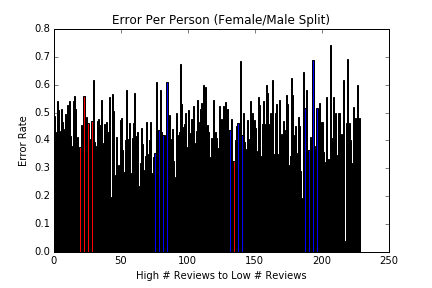 Error Per Person (Female/Male Split)
0.8
0.7
0.6
0.5
0.4
0.3
0.2
0.1
0.0
Error Rate
0 50 100 150 200 250
High # Reviews to Low # Reviews